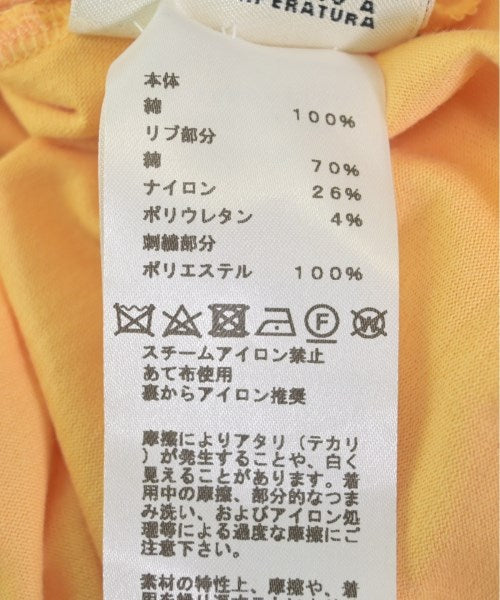 PERATURA
本体
綿 100%
リブ部分
綿 70%
ナイロン 26%
ポリウレタン 4%
刺繍部分
ポリエステル 100%
F W
スチームアイロン禁止
あて布使用
裏からアイロン推奨
摩擦によりアタリ（テカリ
）が発生することや、白く
見えることがあります。着
用中の摩擦、部分的なつま
み洗い、およびアイロン処
理等による過度な摩擦にご
注意下さい。
素材の特性上、摩擦や、着